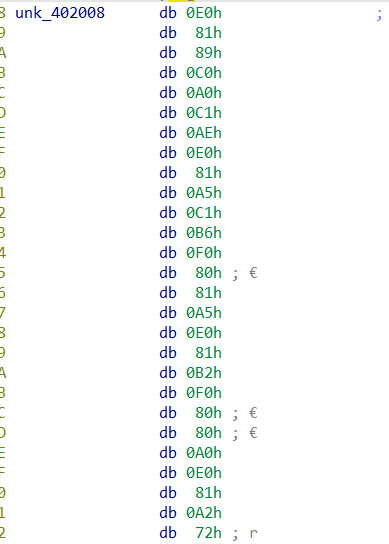 8 unk_402008 db 0E0h ;
9 db 81h
A db 89h
B db 0C0h
C db 0A0h
D db 0C1h
E db 0AEh
F db 0E0h
0 db 81h
1 db 0A5h
2 db 0C1h
3 db 0B6h
4 db 0F0h
5 db 80h ; €
6 db 81h
7 db 0A5h
8 db 0E0h
9 db 81h
A db 0B2h
B db 0F0h
C db 80h ; €
D db 80h ; €
E db 0A0h
F db 0E0h
0 db 81h
1 db 0A2h
2 db 72h ; r